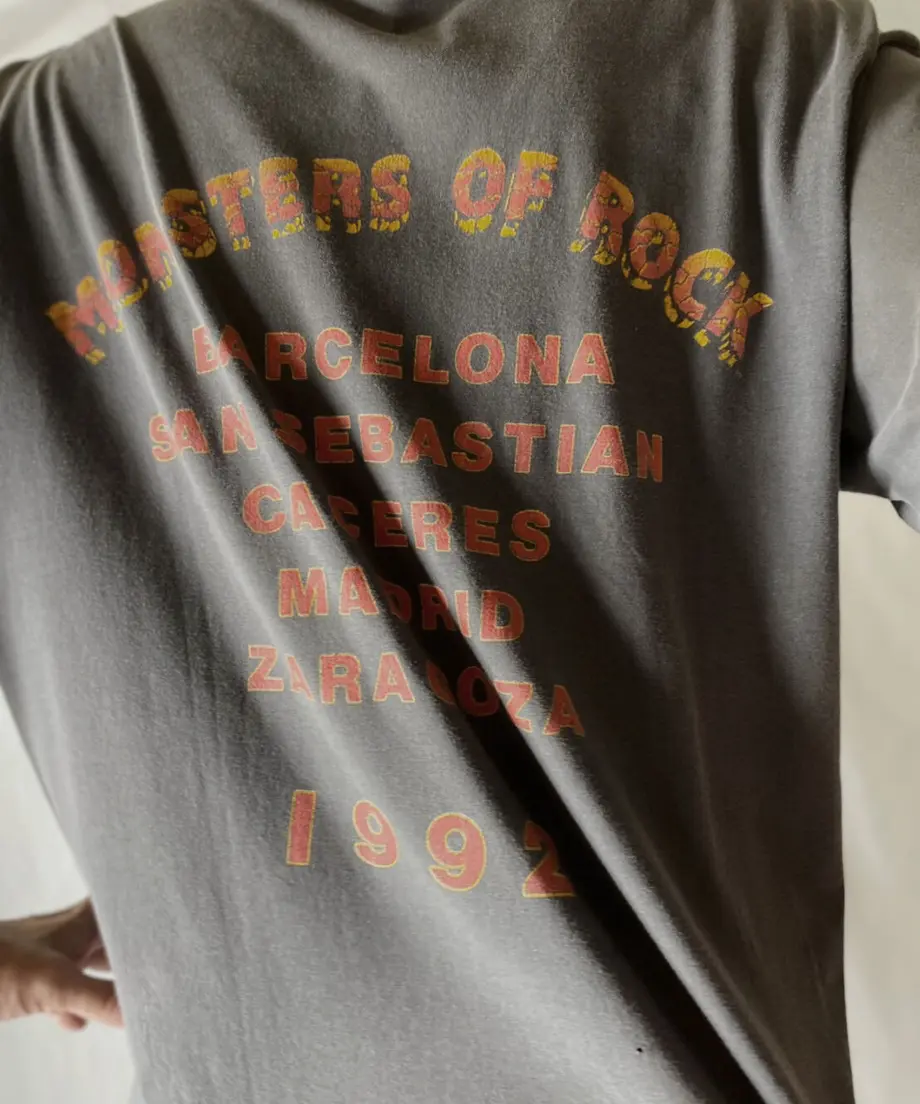 MONSTERS OF ROCK
BARCELONA
SAN SEBASTIAN
CACERES
MADRID
ZARAGOZA
1992